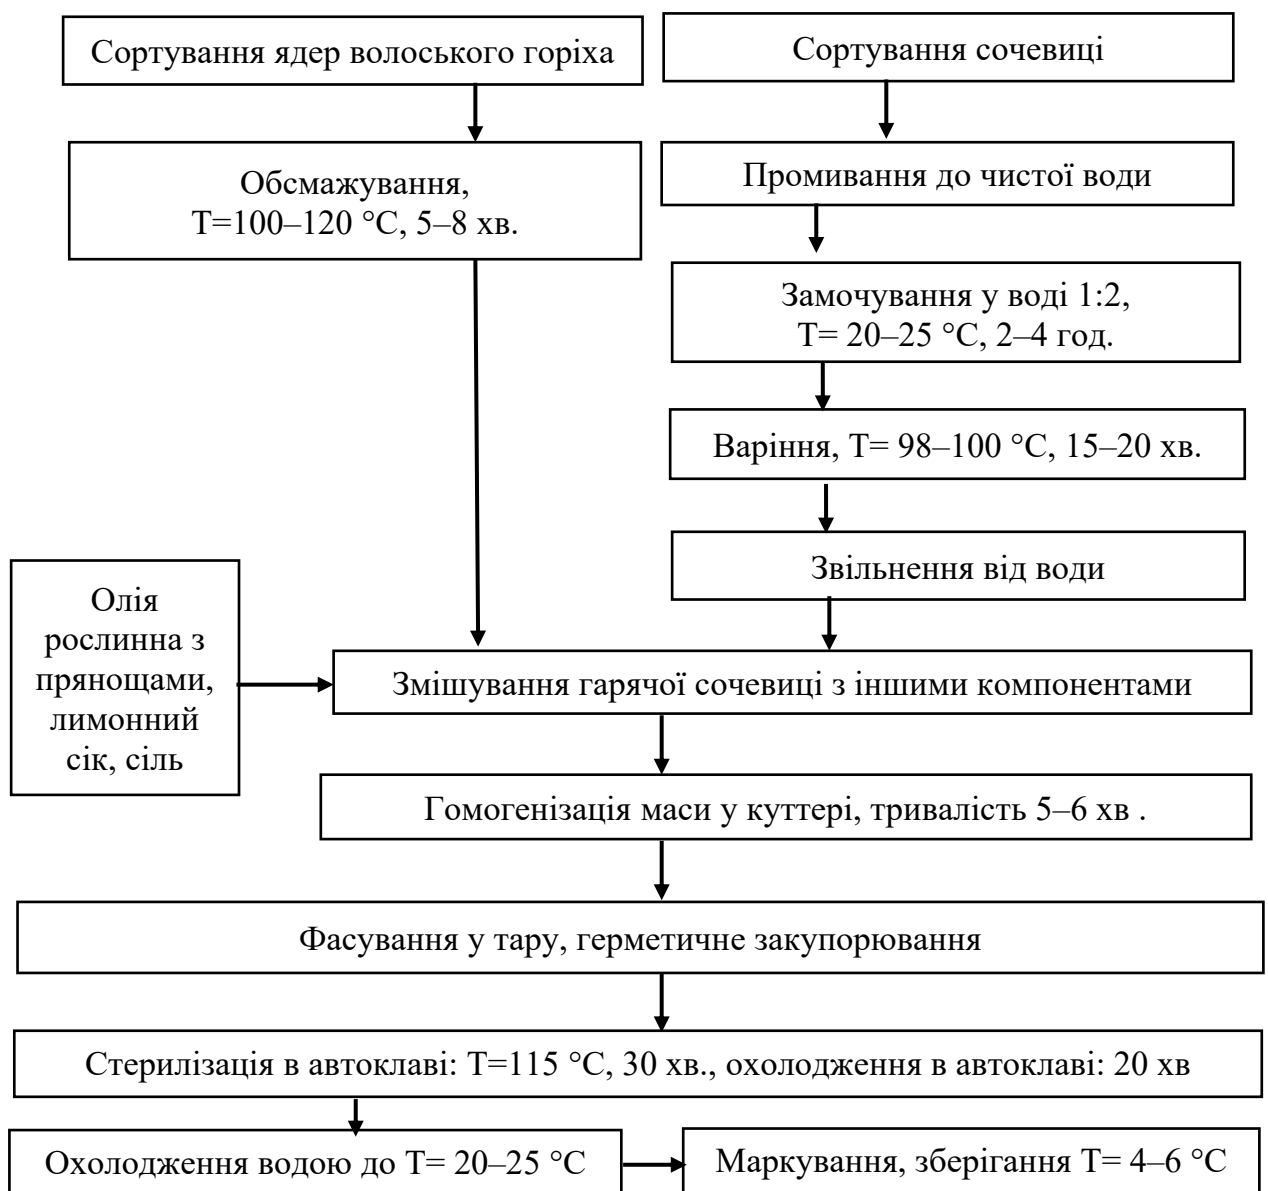 Сортування ядер волоського горіха
Сортування сочевиці
Обсмажування,
Т=100–120 °С, 5–8 хв.
Промивання до чистої води
Замочування у воді 1:2,
Т= 20–25 °С, 2–4 год.
Варіння, Т= 98–100 °С, 15–20 хв.
Звільнення від води
Олія
рослинна з
прянощами,
лимонний
сік, сіль
Змішування гарячої сочевиці з іншими компонентами
Гомогенізація маси у куттері, тривалість 5–6 хв .
Фасування у тару, герметичне закупорювання
Стерилізація в автоклаві: Т=115 °С, 30 хв., охолодження в автоклаві: 20 хв
Охолодження водою до Т= 20–25 °С
Маркування, зберігання Т= 4–6 °С